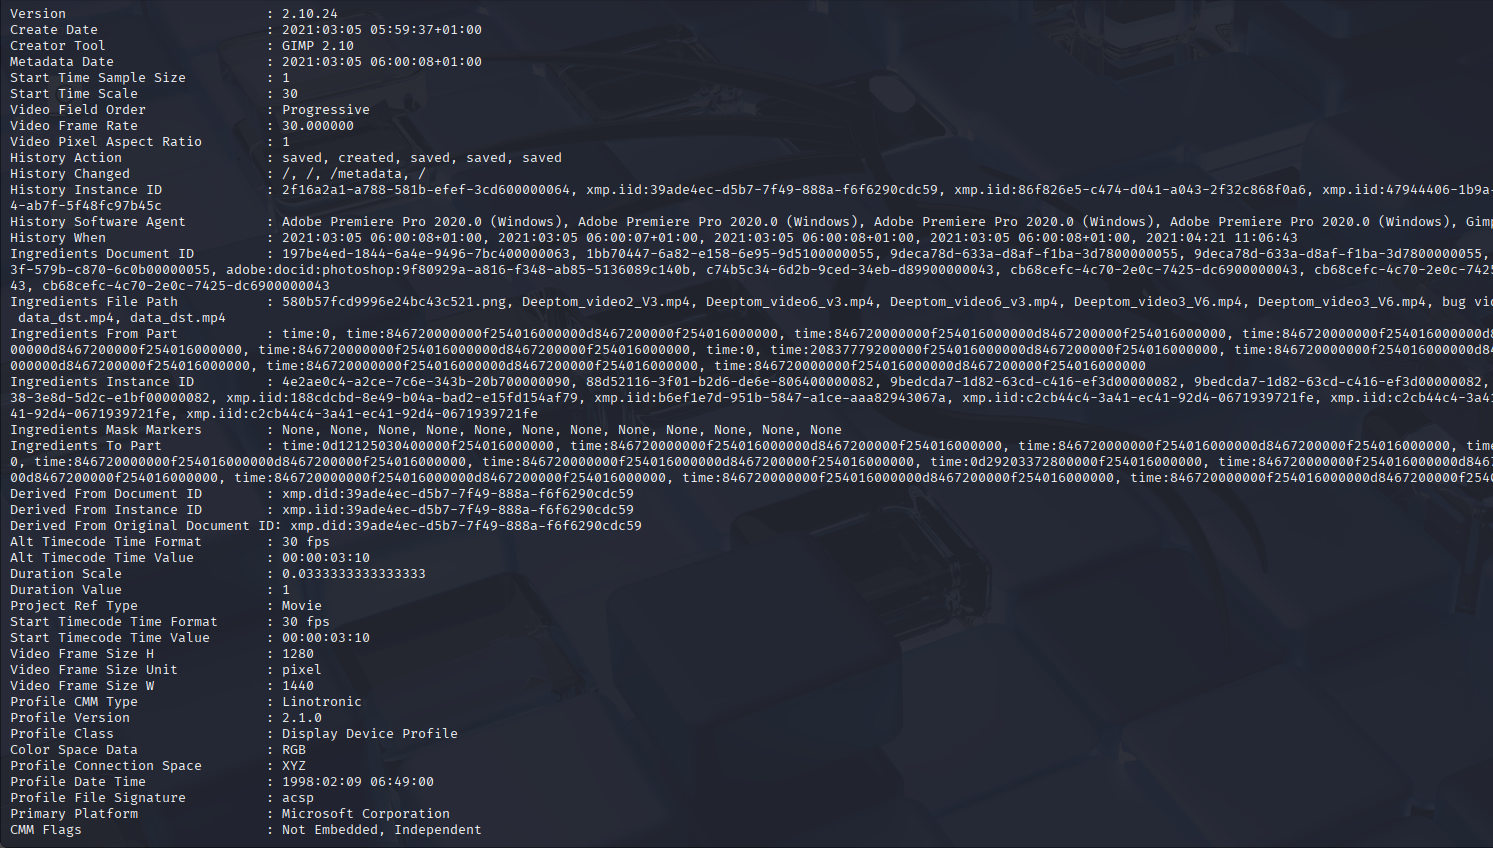 Version                         : 2.10.24
Create Date                     : 2021:03:05 05:59:37+01:00
Creator Tool                    : GIMP 2.10
Metadata Date                   : 2021:03:05 06:00:08+01:00
Start Time Sample Size          : 1
Start Time Scale                : 30
Video Field Order               : Progressive
Video Frame Rate                : 30.000000
Video Pixel Aspect Ratio        : 1
History Action                  : saved, created, saved, saved, saved
History Changed                 : /, /, /metadata, /
History Instance ID             : 2f16a2a1-a788-581b-efef-3cd600000064, xmp.iid:39ade4ec-d5b7-7f49-888a-f6f6290cdc59, xmp.iid:86f826e5-c474-d041-a043-2f32c868f0a6, xmp.iid:47944406-1b9a-
4-ab7f-5f48fc97b45c
History Software Agent          : Adobe Premiere Pro 2020.0 (Windows), Adobe Premiere Pro 2020.0 (Windows), Adobe Premiere Pro 2020.0 (Windows), Adobe Premiere Pro 2020.0 (Windows), Gimp
History When                    : 2021:03:05 06:00:08+01:00, 2021:03:05 06:00:07+01:00, 2021:03:05 06:00:08+01:00, 2021:03:05 06:00:08+01:00, 2021:04:21 11:06:43
Ingredients Document ID         : 197be4ed-1844-6a4e-9496-7bc400000063, 1bb70447-6a82-e158-6e95-9d5100000055, 9deca78d-633a-d8af-f1ba-3d7800000055, 9deca78d-633a-d8af-f1ba-3d7800000055,
3f-579b-c870-6c0b00000055, adobe:docid:photoshop:9f80929a-a816-f348-ab85-5136089c140b, c74b5c34-6d2b-9ced-34eb-d89900000043, cb68cefc-4c70-2e0c-7425-dc6900000043, cb68cefc-4c70-2e0c-7425
43, cb68cefc-4c70-2e0c-7425-dc6900000043
Ingredients File Path           : 580b57fcd9996e24bc43c521.png, Deeptom_video2_V3.mp4, Deeptom_video6_v3.mp4, Deeptom_video6_v3.mp4, Deeptom_video3_V6.mp4, Deeptom_video3_V6.mp4, bug vid
data_dst.mp4, data_dst.mp4
Ingredients From Part           : time:0, time:846720000000f254016000000d8467200000f254016000000, time:846720000000f254016000000d8467200000f254016000000, time:846720000000f254016000000d8
00000d8467200000f254016000000, time:846720000000f254016000000d8467200000f254016000000, time:0, time:20837779200000f254016000000d8467200000f254016000000, time:846720000000f254016000000d84
000000d8467200000f254016000000, time:846720000000f254016000000d8467200000f254016000000, time:846720000000f254016000000d8467200000f254016000000
Ingredients Instance ID         : 4e2ae0c4-a2ce-7c6e-343b-20b700000090, 88d52116-3f01-b2d6-de6e-806400000082, 9bedcda7-1d82-63cd-c416-ef3d00000082, 9bedcda7-1d82-63cd-c416-ef3d00000082,
38-3e8d-5d2c-e1bf00000082, xmp.iid:188cdcbd-8e49-b04a-bad2-e15fd154af79, xmp.iid:b6ef1e7d-951b-5847-a1ce-aaa82943067a, xmp.iid:c2cb44c4-3a41-ec41-92d4-0671939721fe, xmp.iid:c2cb44c4-3a41
41-92d4-0671939721fe, xmp.iid:c2cb44c4-3a41-ec41-92d4-0671939721fe
Ingredients Mask Markers        : None, None, None, None, None, None, None, None, None, None, None, None
Ingredients To Part             : time:0d12125030400000f254016000000, time:846720000000f254016000000d8467200000f254016000000, time:846720000000f254016000000d8467200000f254016000000, time
0, time:846720000000f254016000000d8467200000f254016000000, time:846720000000f254016000000d8467200000f254016000000, time:0d29203372800000f254016000000, time:846720000000f254016000000d8467
00d8467200000f254016000000, time:846720000000f254016000000d8467200000f254016000000, time:846720000000f254016000000d8467200000f254016000000, time:846720000000f254016000000d8467200000f2540
Derived From Document ID        : xmp.did:39ade4ec-d5b7-7f49-888a-f6f6290cdc59
Derived From Instance ID        : xmp.iid:39ade4ec-d5b7-7f49-888a-f6f6290cdc59
Derived From Original Document ID: xmp.did:39ade4ec-d5b7-7f49-888a-f6f6290cdc59
Alt Timecode Time Format        : 30 fps
Alt Timecode Time Value         : 00:00:03:10
Duration Scale                  : 0.0333333333333333
Duration Value                  : 1
Project Ref Type                : Movie
Start Timecode Time Format      : 30 fps
Start Timecode Time Value       : 00:00:03:10
Video Frame Size H              : 1280
Video Frame Size Unit           : pixel
Video Frame Size W              : 1440
Profile CMM Type                : Linotronic
Profile Version                 : 2.1.0
Profile Class                   : Display Device Profile
Color Space Data                : RGB
Profile Connection Space        : XYZ
Profile Date Time               : 1998:02:09 06:49:00
Profile File Signature          : acsp
Primary Platform                : Microsoft Corporation
CMM Flags                       : Not Embedded, Independent